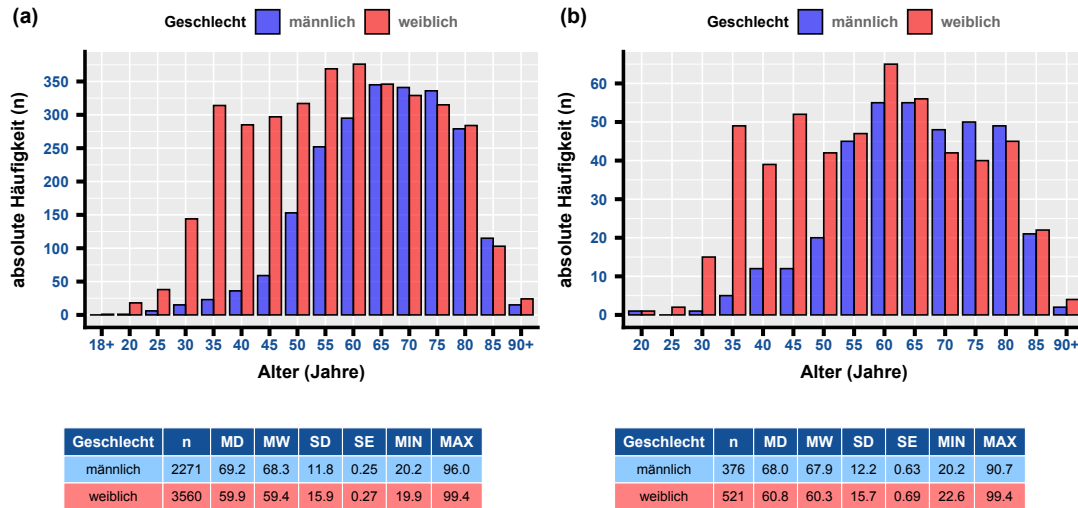 (a)
Geschlecht männlich weiblich
absolute Häufigkeit (n)
350
300
250
200
150
100
50
0
18+ 20 25 30 35 40 45 50 55 60 65 70 75 80 85 90+
Alter (Jahre)
Geschlecht n MD MW SD SE MIN MAX
männlich 2271 69.2 68.3 11.8 0.25 20.2 96.0
weiblich 3560 59.9 59.4 15.9 0.27 19.9 99.4
(b)
Geschlecht männlich weiblich
absolute Häufigkeit (n)
60
50
40
30
20
10
0
20 25 30 35 40 45 50 55 60 65 70 75 80 85 90+
Alter (Jahre)
Geschlecht n MD MW SD SE MIN MAX
männlich 376 68.0 67.9 12.2 0.63 20.2 90.7
weiblich 521 60.8 60.3 15.7 0.69 22.6 99.4